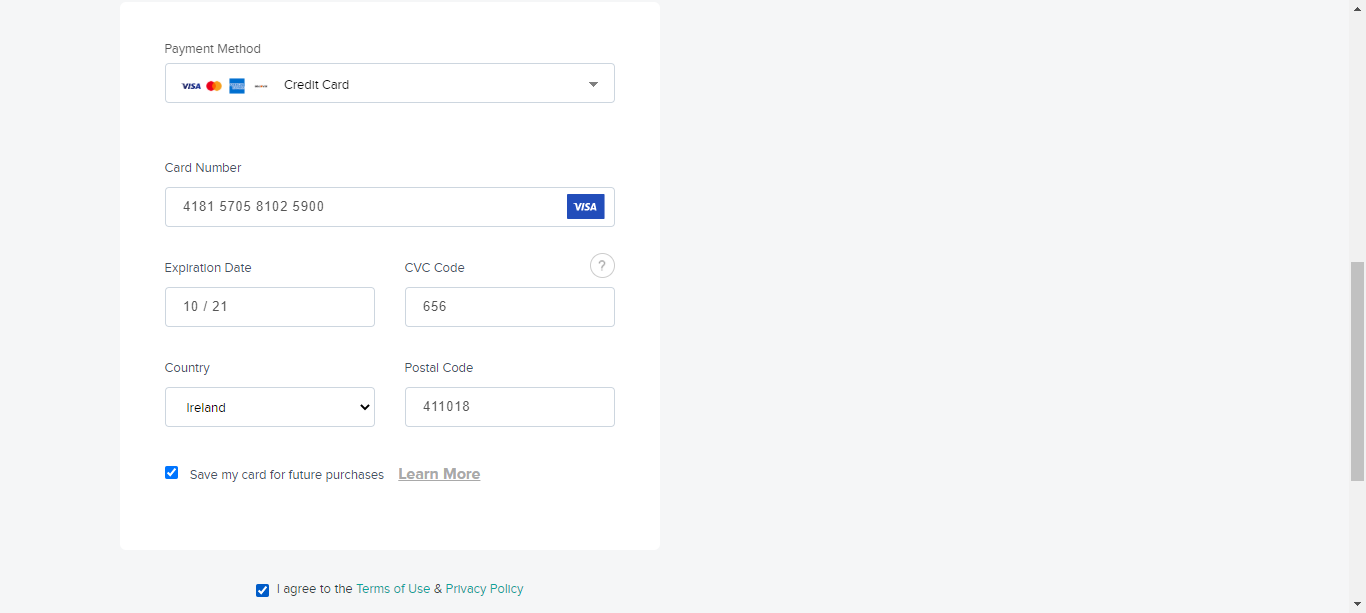 Payment Method
VISA Credit Card
Card Number
4181 5705 8102 5900 VISA
Expiration Date CVC Code ?
10 / 21 656
Country Postal Code
Ireland 411018
Save my card for future purchases Learn More
I agree to the Terms of Use & Privacy Policy